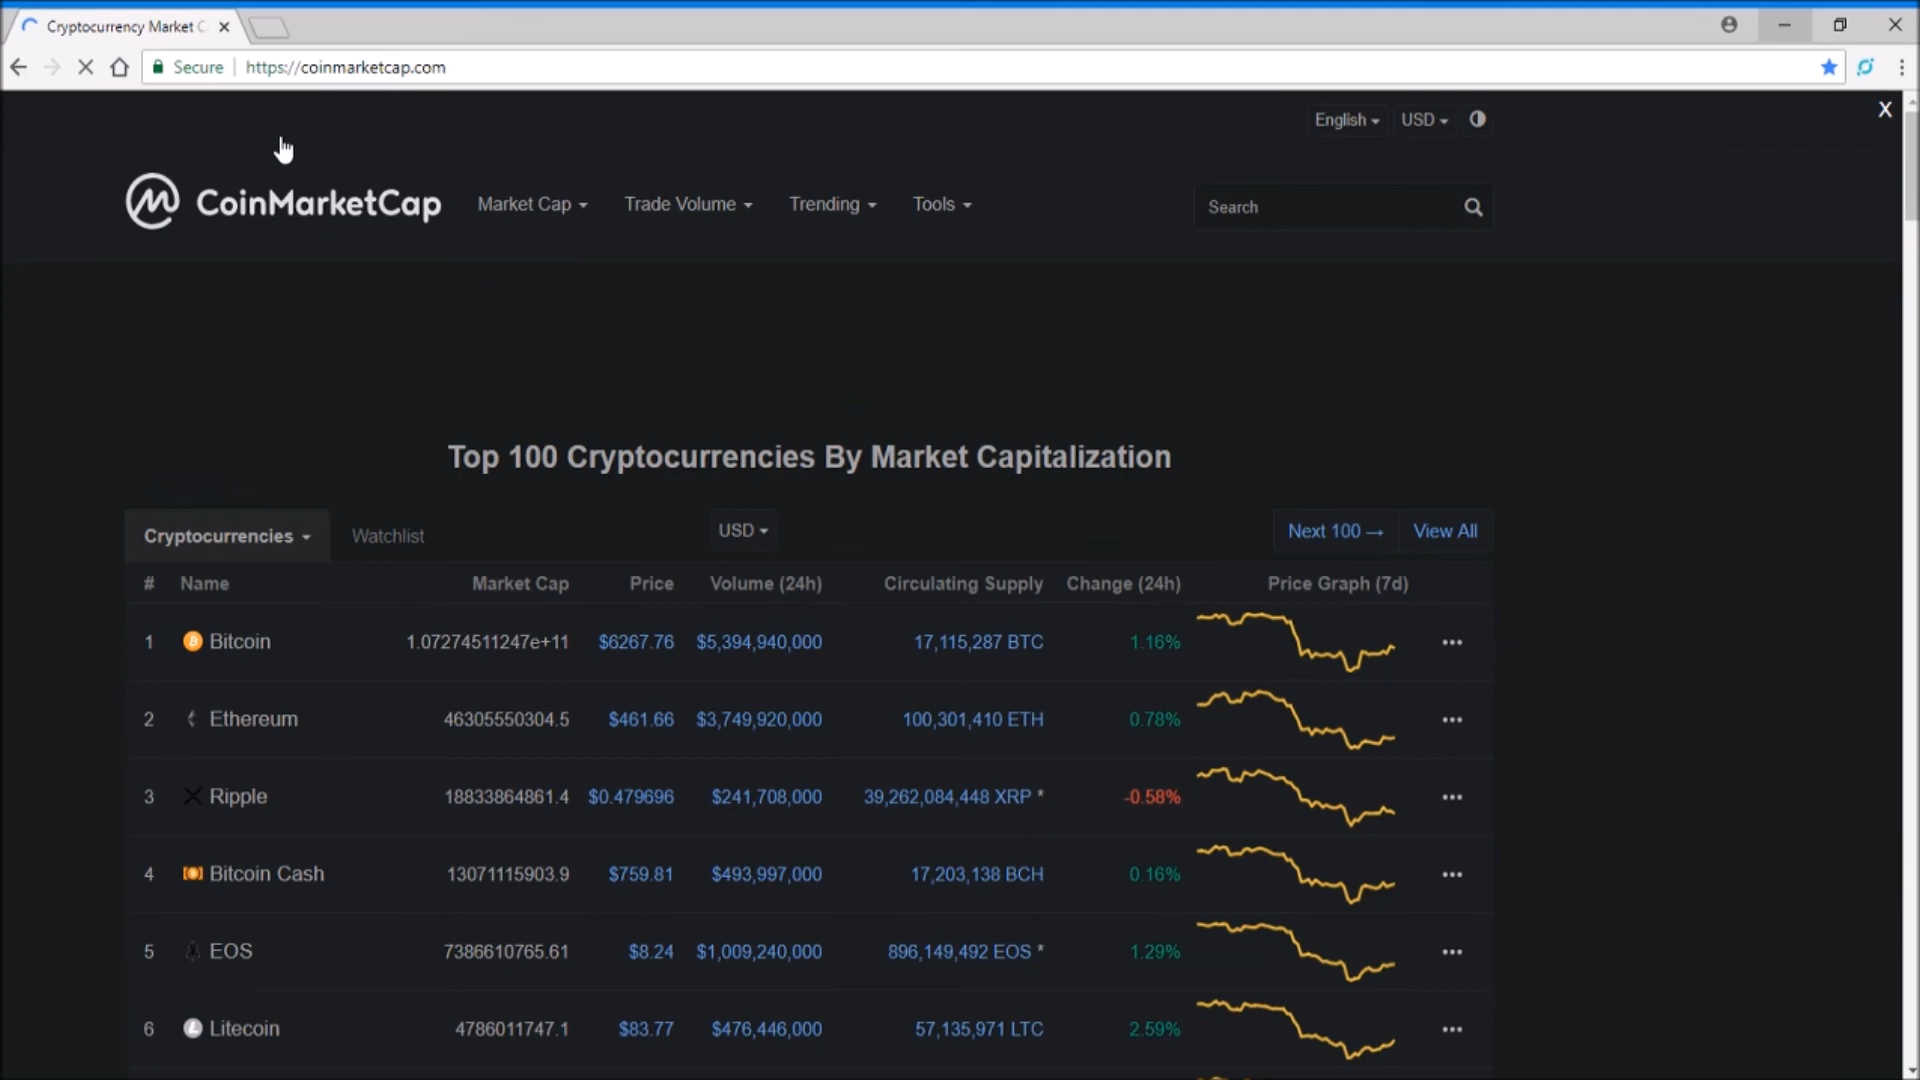 Cryptocurrency Market C
Secure https://coinmarketcap.com
X
English USD
CoinMarketCap Market Cap Trade Volume Trending Tools Search
Top 100 Cryptocurrencies By Market Capitalization
Cryptocurrencies Watchlist USD Next 100 → View All
# Name Market Cap Price Volume (24h) Circulating Supply Change (24h) Price Graph (7d)
1 Bitcoin 1.07274511247e+11 $6267.76 $5,394,940,000 17,115,287 BTC 1.16%
2 Ethereum 46305550304.5 $461.66 $3,749,920,000 100,301,410 ETH 0.78%
3 Ripple 18833864861.4 $0.479696 $241,708,000 39,262,084,448 XRP * -0.58%
4 Bitcoin Cash 13071115903.9 $759.81 $493,997,000 17,203,138 BCH 0.16%
5 EOS 7386610765.61 $8.24 $1,009,240,000 896,149,492 EOS * 1.29%
6 Litecoin 4786011747.1 $83.77 $476,446,000 57,135,971 LTC 2.59%